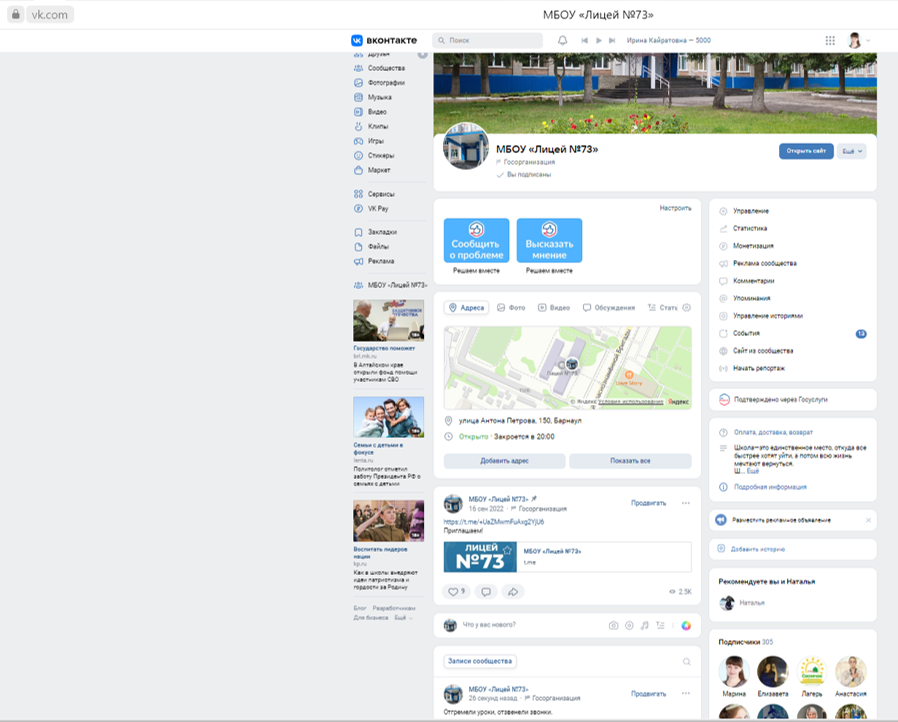 vk.com
МБОУ «Лицей №73»
ВКОНТАКТЕ
Поиск
Ирина Кайратовна — 5000
Друзья
Сообщества
Фотографии
Музыка
Видео
Клипы
Игры
Стикеры
Маркет
Сервисы
VK Pay
Закладки
Файлы
Реклама
МБОУ «Лицей №73»
Государство поможет
brl.mk.ru
В Алтайском крае
открыли фонд помощи
участникам СВО
Семьи с детьми в
фокусе
lenta.ru
Политолог отметил
заботу Президента РФ о
семьях с детьми
Воспитать лидеров
нации
kp.ru
Как в школы внедряют
идеи патриотизма и
гордости за Родину
Блог Разработчикам
Для бизнеса Ещё
МБОУ «Лицей №73»
Госорганизация
Вы подписаны
Открыть сайт
Ещё
Настроить
Сообщить
о проблеме
Высказать
мнение
Решаем вместе
Решаем вместе
Адреса
Фото
Видео
Обсуждения
Стать
Лицей №73
Love Story
© Яндекс Условия использования Яндекс
улица Антона Петрова, 150, Барнаул
Открыто · Закроется в 20:00
Добавить адрес
Показать все
МБОУ «Лицей №73»
16 сен 2022 · Госорганизация
Продвигать
https://t.me/+UaZMwmFuAxg2YjU6
Приглашаем!
ЛИЦЕЙ
№73
МБОУ «Лицей №73»
t.me
9
2.5K
Что у вас нового?
Записи сообщества
МБОУ «Лицей №73»
26 секунд назад · Госорганизация
Продвигать
Отгремели уроки, отзвенели звонки.
Управление
Статистика
Монетизация
Реклама сообщества
Комментарии
Упоминания
Управление историями
События
13
Сайт из сообщества
Начать репортаж
Подтверждено через Госуслуги
Оплата, доставка, возврат
Школа—это единственное место, откуда все
быстрее хотят уйти, а потом всю жизнь
мечтают вернуться.
Ш... Ещё
Подробная информация
Разместить рекламное объявление
Добавить историю
Рекомендуете вы и Наталья
Наталья
Подписчики 305
Марина
Елизавета
Лагерь
Анастасия